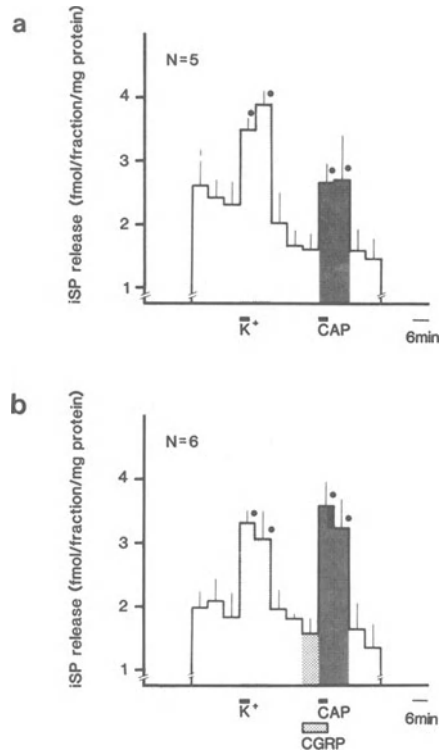 a
N=5
iSP release (fmol/fraction/mg protein)
4
3
2
1
K+
CAP
6min
b
N=6
iSP release (fmol/fraction/mg protein)
4
3
2
1
K+
CAP
6min
CGRP